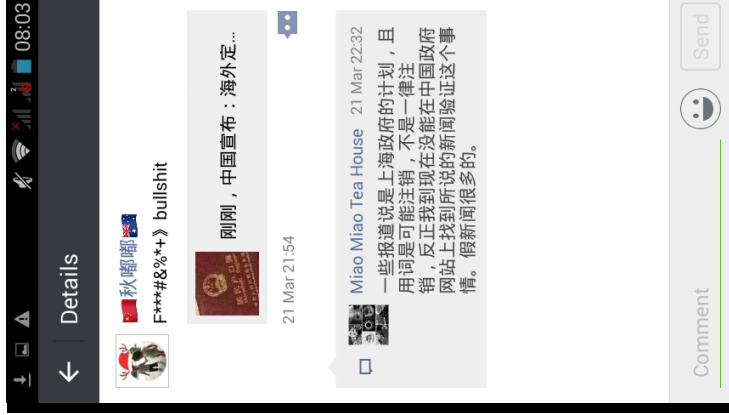 08:03
Details
🇨🇳秋嘟嘟🇦🇺
F***#&%*+》bullshit
刚刚，中国宣布：海外定...
21 Mar 21:54
Miao Miao Tea House 21 Mar 22:32
一些报道说是上海政府的计划，且
用词是可能注销，不是一律注
销，反正我到现在没能在中国政府
网站上找到所说的新闻验证这个事
情。假新闻很多的。
Comment
Send